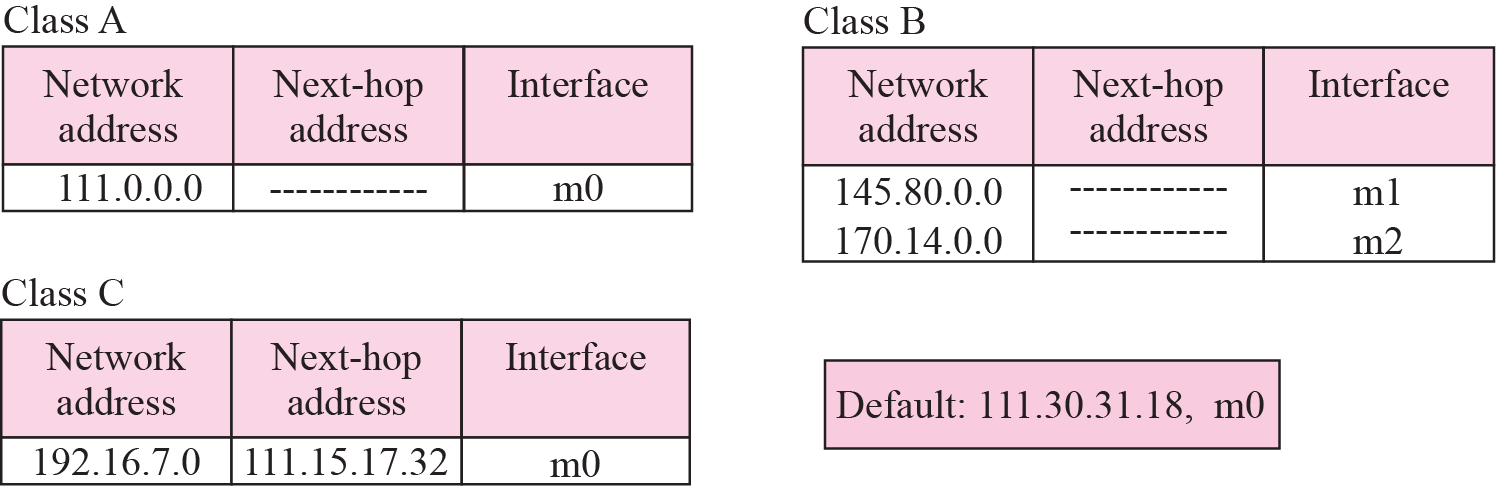 Class A
Network address
Next-hop address
Interface
111.0.0.0 ------------ m0
Class B
Network address
Next-hop address
Interface
145.80.0.0 ------------ m1
170.14.0.0 ------------ m2
Class C
Network address
Next-hop address
Interface
192.16.7.0 111.15.17.32 m0
Default: 111.30.31.18, m0